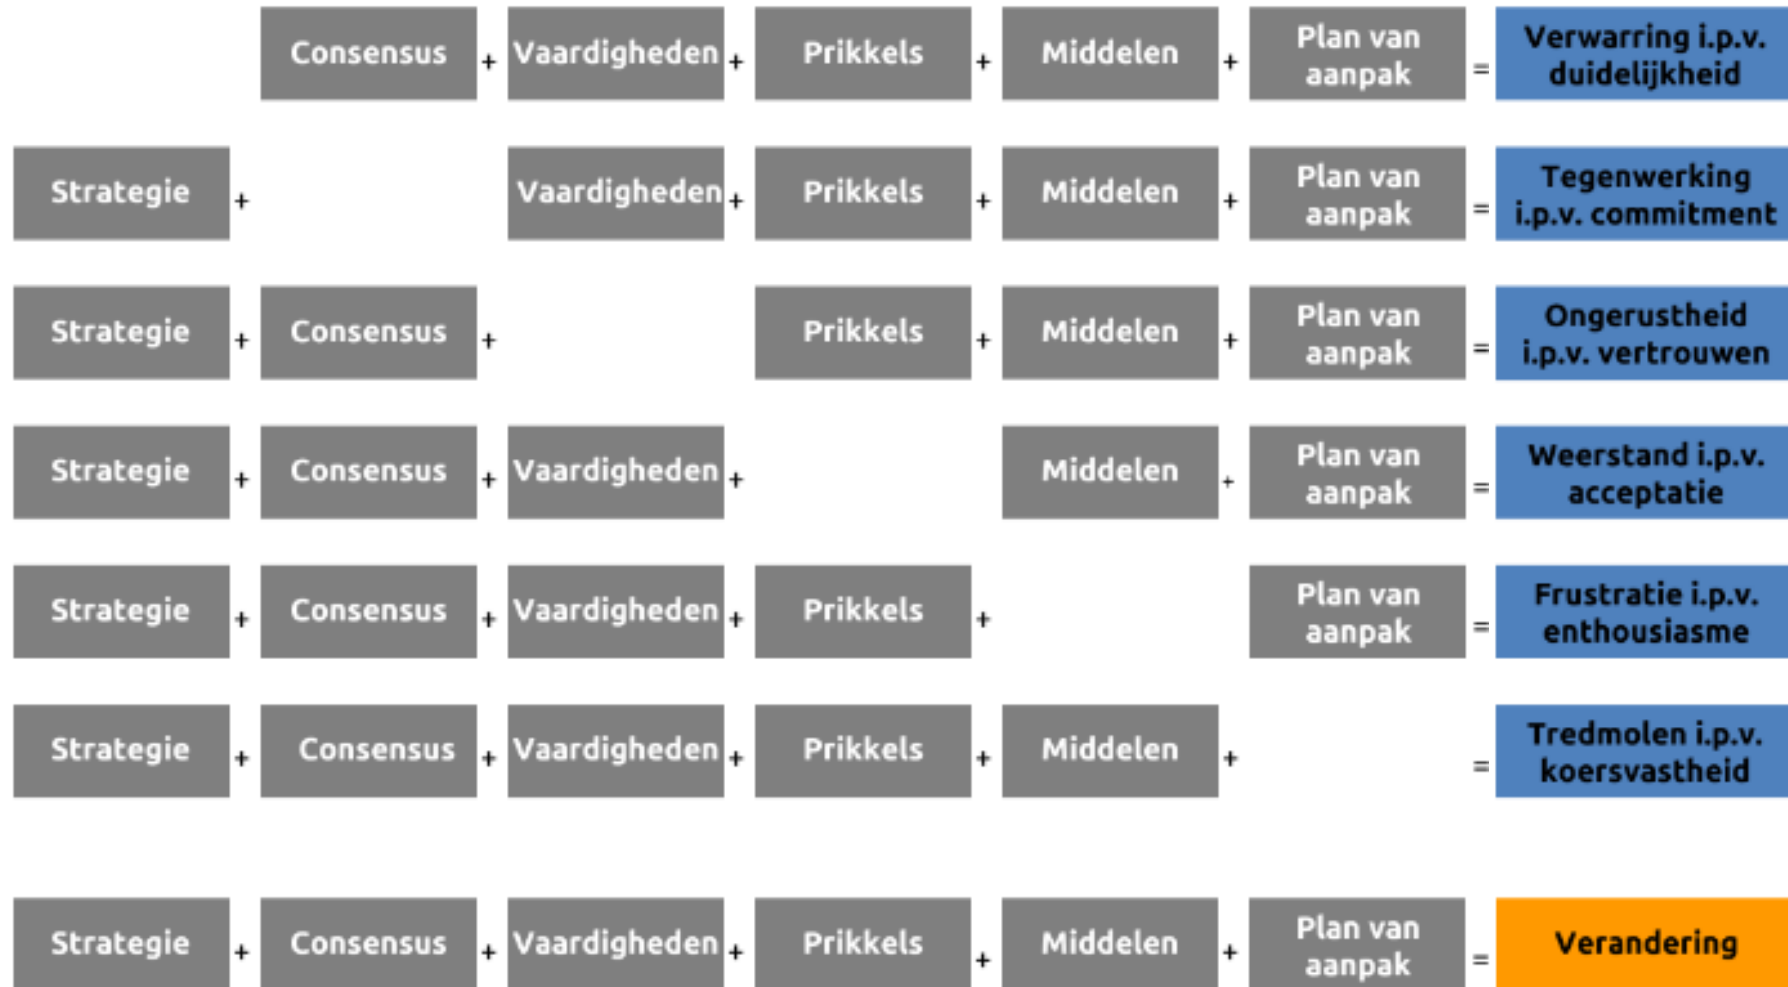 Consensus + Vaardigheden + Prikkels + Middelen + Plan van aanpak = Verwarring i.p.v. duidelijkheid
Strategie + Vaardigheden + Prikkels + Middelen + Plan van aanpak = Tegenwerking i.p.v. commitment
Strategie + Consensus + Prikkels + Middelen + Plan van aanpak = Ongerustheid i.p.v. vertrouwen
Strategie + Consensus + Vaardigheden + Middelen + Plan van aanpak = Weerstand i.p.v. acceptatie
Strategie + Consensus + Vaardigheden + Prikkels + Plan van aanpak = Frustratie i.p.v. enthousiasme
Strategie + Consensus + Vaardigheden + Prikkels + Middelen + = Tredmolen i.p.v. koersvastheid
Strategie + Consensus + Vaardigheden + Prikkels + Middelen + Plan van aanpak = Verandering